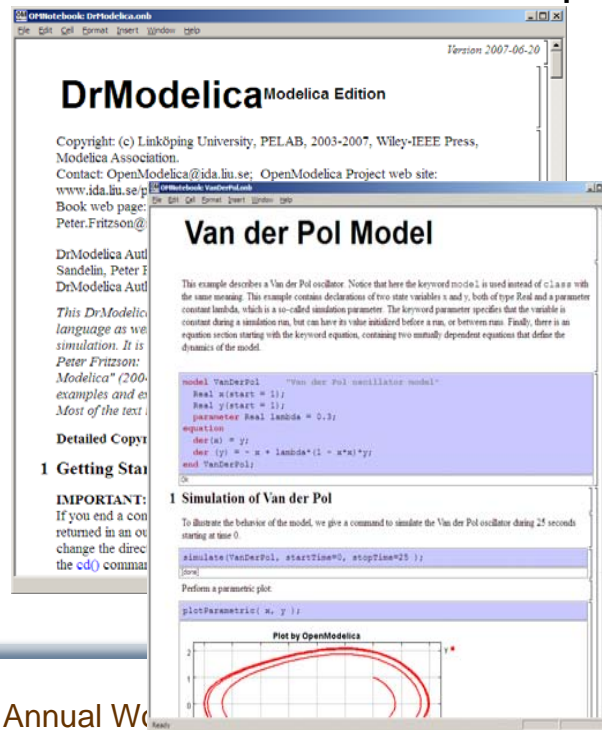 OMNotebook: DrModelica.onb
File Edit Cell Format Insert Window Help
Version 2007-06-20
DrModelica Modelica Edition
Copyright: (c) Linköping University, PELAB, 2003-2007, Wiley-IEEE Press,
Modelica Association.
Contact: OpenModelica@ida.liu.se; OpenModelica Project web site:
www.ida.liu.se/p
Book web page:
Peter.Fritzson@
DrModelica Auth
Sandelin, Peter F
DrModelica Auth
This DrModelic
language as we
simulation. It is
Peter Fritzson:
Modelica" (200
examples and e
Most of the text
Detailed Copyr
1 Getting Star
IMPORTANT:
If you end a con
returned in an ou
change the direc
the cd() comman
OMNotebook: VanDerPol.onb
File Edit Cell Format Insert Window Help
Van der Pol Model
This example describes a Van der Pol oscillator. Notice that here the keyword model is used instead of class with
the same meaning. This example contains declarations of two state variables x and y, both of type Real and a parameter
constant lambda, which is a so-called simulation parameter. The keyword parameter specifies that the variable is
constant during a simulation run, but can have its value initialized before a run, or between runs. Finally, there is an
equation section starting with the keyword equation, containing two mutually dependent equations that define the
dynamics of the model.
model VanDerPol "Van der Pol oscillator model"
Real x(start = 1);
Real y(start = 1);
parameter Real lambda = 0.3;
equation
der(x) = y;
der (y) = - x + lambda*(1 - x*x)*y;
end VanDerPol;
Ok
1 Simulation of Van der Pol
To illustrate the behavior of the model, we give a command to simulate the Van der Pol oscillator during 25 seconds
starting at time 0.
simulate(VanDerPol, startTime=0, stopTime=25 );
[done]
Perform a parametric plot:
plotParametric( x, y );
Plot by OpenModelica
2
y
1
0
Ready
Annual Wo